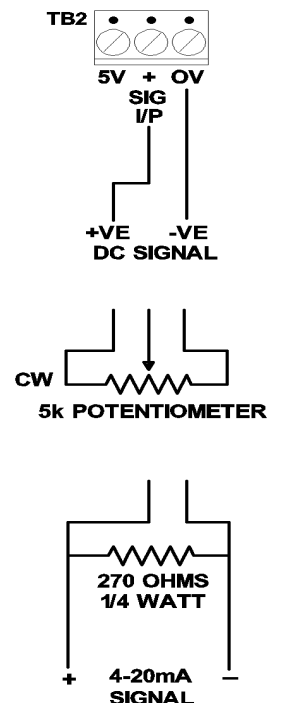 TB2
5V + OV
SIG
I/P
+VE -VE
DC SIGNAL
CW
5k POTENTIOMETER
270 OHMS
1/4 WATT
+ 4-20mA –
SIGNAL